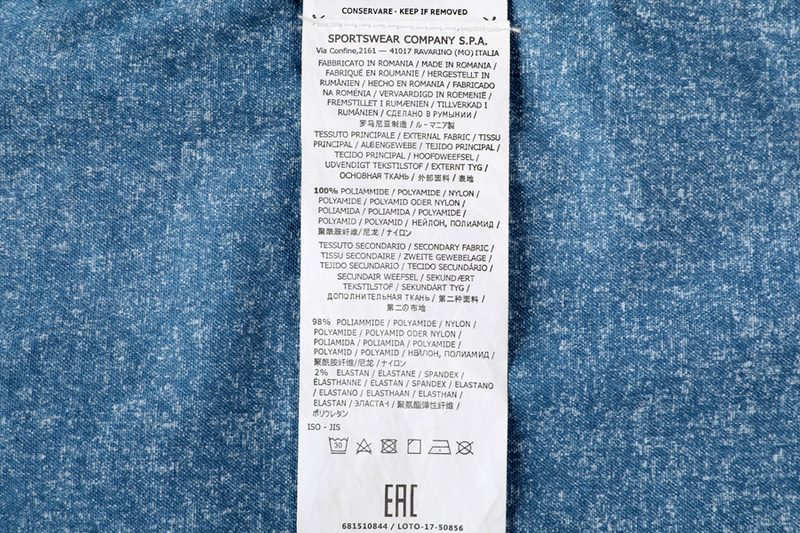 CONSERVARE - KEEP IF REMOVED
SPORTSWEAR COMPANY S.P.A.
Via Confine,2161 — 41017 RAVARINO (MO) ITALIA
FABBRICATO IN ROMANIA / MADE IN ROMANIA /
FABRIQUÉ EN ROUMANIE / HERGESTELLT IN
RUMÄNIEN / HECHO EN ROMANIA / FABRICADO
NA ROMÉNIA / VERVAARDIGD IN ROEMENIË /
FREMSTILLET I RUMÆNIEN / TILLVERKAD I
RUMÄNIEN / СДЕЛАНО В РУМЫНИИ /
罗马尼亚制造 / ルーマニア製
TESSUTO PRINCIPALE / EXTERNAL FABRIC / TISSU
PRINCIPAL / AUßENGEWEBE / TEJIDO PRINCIPAL /
TECIDO PRINCIPAL / HOOFDWEEFSEL /
UDVENDIGT TEKSTILSTOF / EXTERNT TYG /
ОСНОВНАЯ ТКАНЬ / 外部面料 / 表地
100% POLIAMMIDE / POLYAMIDE / NYLON /
POLYAMIDE / POLYAMID ODER NYLON /
POLIAMIDA / POLIAMIDA / POLYAMIDE /
POLYAMID / POLYAMID / НЕЙЛОН, ПОЛИАМИД /
聚酰胺纤维/尼龙 / ナイロン
TESSUTO SECONDARIO / SECONDARY FABRIC /
TISSU SECONDAIRE / ZWEITE GEWEBELAGE /
TEJIDO SECUNDARIO / TECIDO SECUNDÁRIO /
SECUNDAIR WEEFSEL / SEKUNDÆRT
TEKSTILSTOF / SEKUNDÄRT TYG /
ДОПОЛНИТЕЛЬНАЯ ТКАНЬ / 第二种面料 /
第二の布地
98% POLIAMMIDE / POLYAMIDE / NYLON /
POLYAMIDE / POLYAMID ODER NYLON /
POLIAMIDA / POLIAMIDA / POLYAMIDE /
POLYAMID / POLYAMID / НЕЙЛОН, ПОЛИАМИД /
聚酰胺纤维/尼龙 / ナイロン
2% ELASTAN / ELASTANE / SPANDEX /
ÉLASTHANNE / ELASTAN / SPANDEX / ELASTANO
/ ELASTANO / ELASTHAAN / ELASTHAN /
ELASTAN / ЭЛАСТАН / 聚氨酯弹性纤维 /
ポリウレタン
ISO - JIS
30
EAC
681510844 / LOTO-17-50856